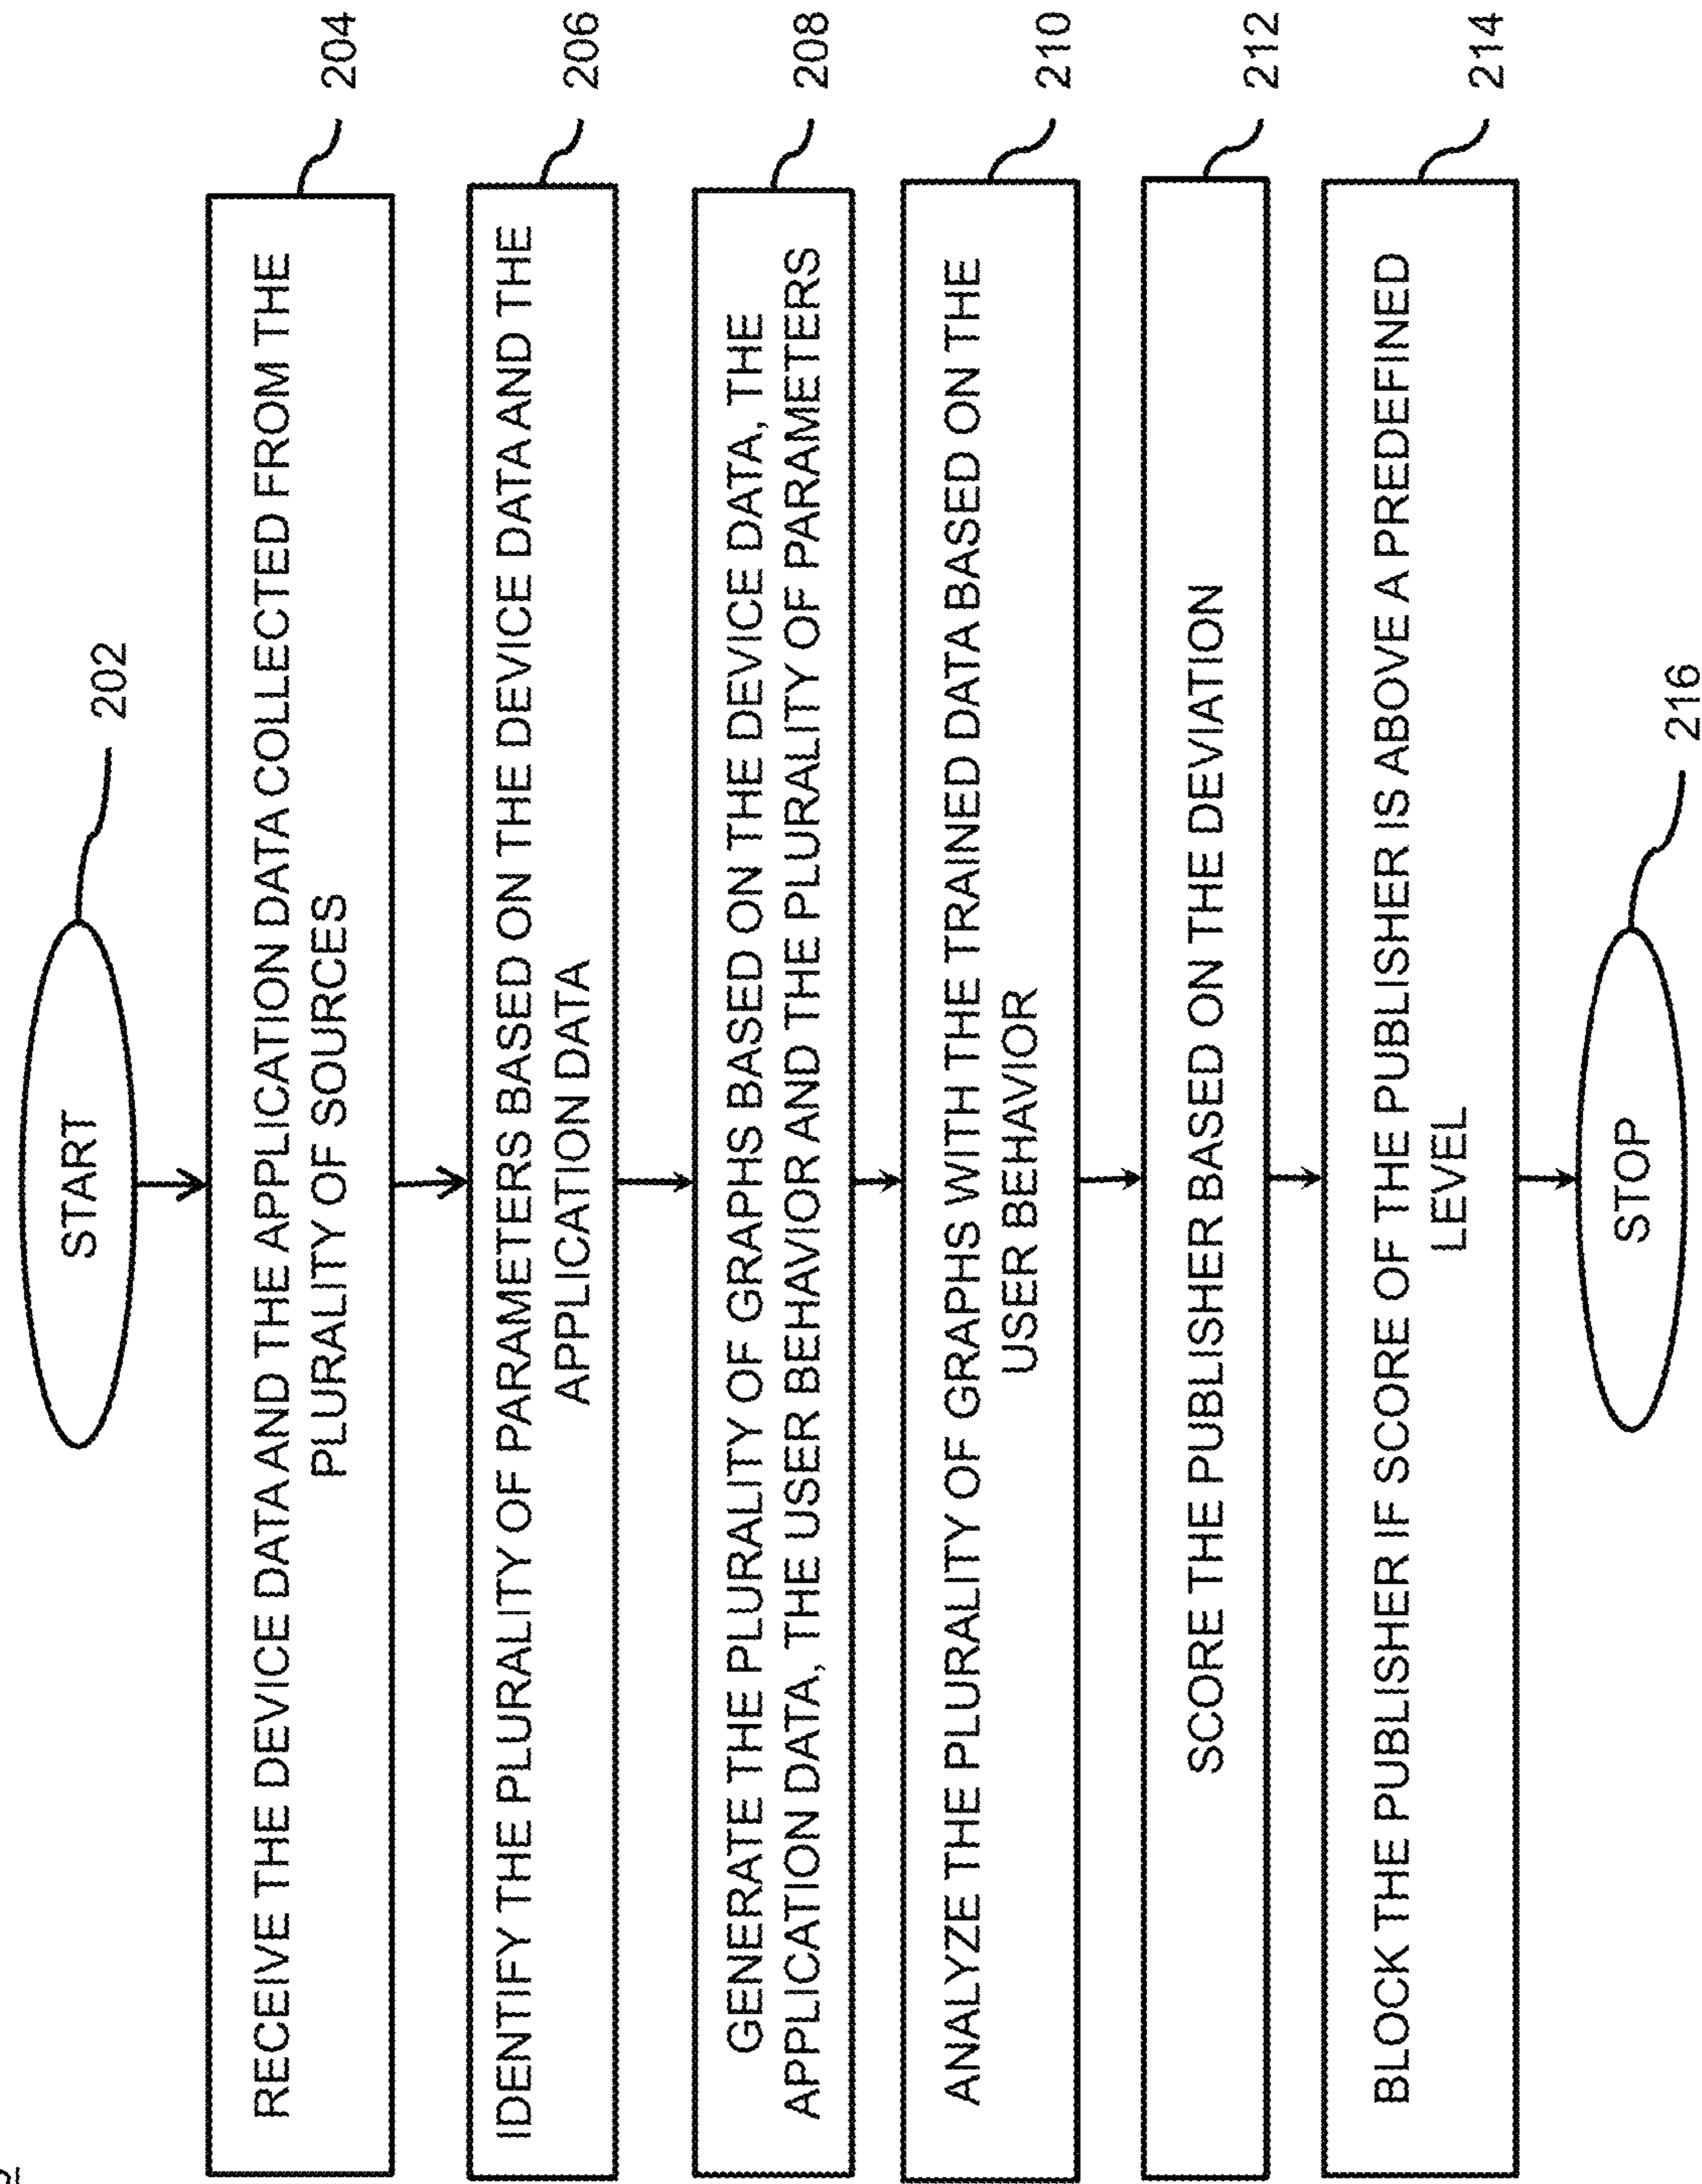 START
202
RECEIVE THE DEVICE DATA AND THE APPLICATION DATA COLLECTED FROM THE
PLURALITY OF SOURCES
204
IDENTIFY THE PLURALITY OF PARAMETERS BASED ON THE DEVICE DATA AND THE
APPLICATION DATA
206
GENERATE THE PLURALITY OF GRAPHS BASED ON THE DEVICE DATA, THE
APPLICATION DATA, THE USER BEHAVIOR AND THE PLURALITY OF PARAMETERS
208
ANALYZE THE PLURALITY OF GRAPHS WITH THE TRAINED DATA BASED ON THE
USER BEHAVIOR
210
SCORE THE PUBLISHER BASED ON THE DEVIATION
212
BLOCK THE PUBLISHER IF SCORE OF THE PUBLISHER IS ABOVE A PREDEFINED
LEVEL
214
STOP
216